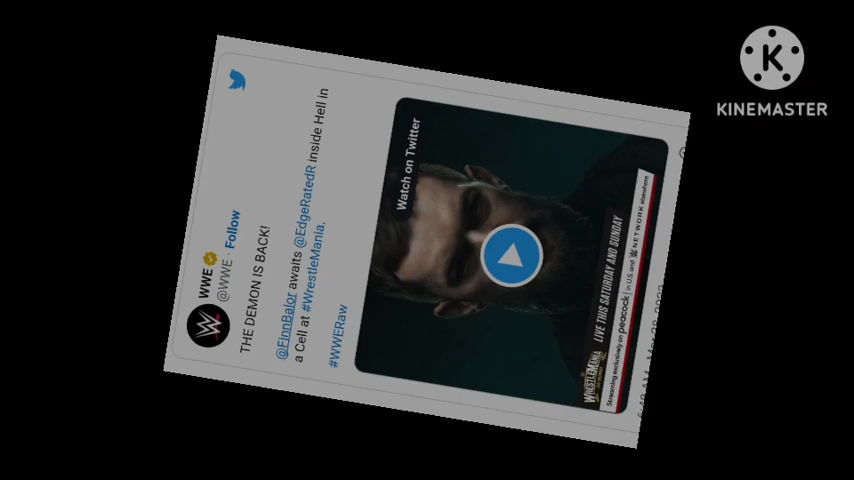 WWE
@WWE · Follow
THE DEMON IS BACK!
@FinnBalor awaits @EdgeRatedR inside Hell in
a Cell at #WrestleMania.
#WWERaw
Watch on Twitter
WRESTLEMANIA
LIVE THIS SATURDAY AND SUNDAY
Streaming exclusively on peacock in U.S. and W NETWORK elsewhere
KINEMASTER